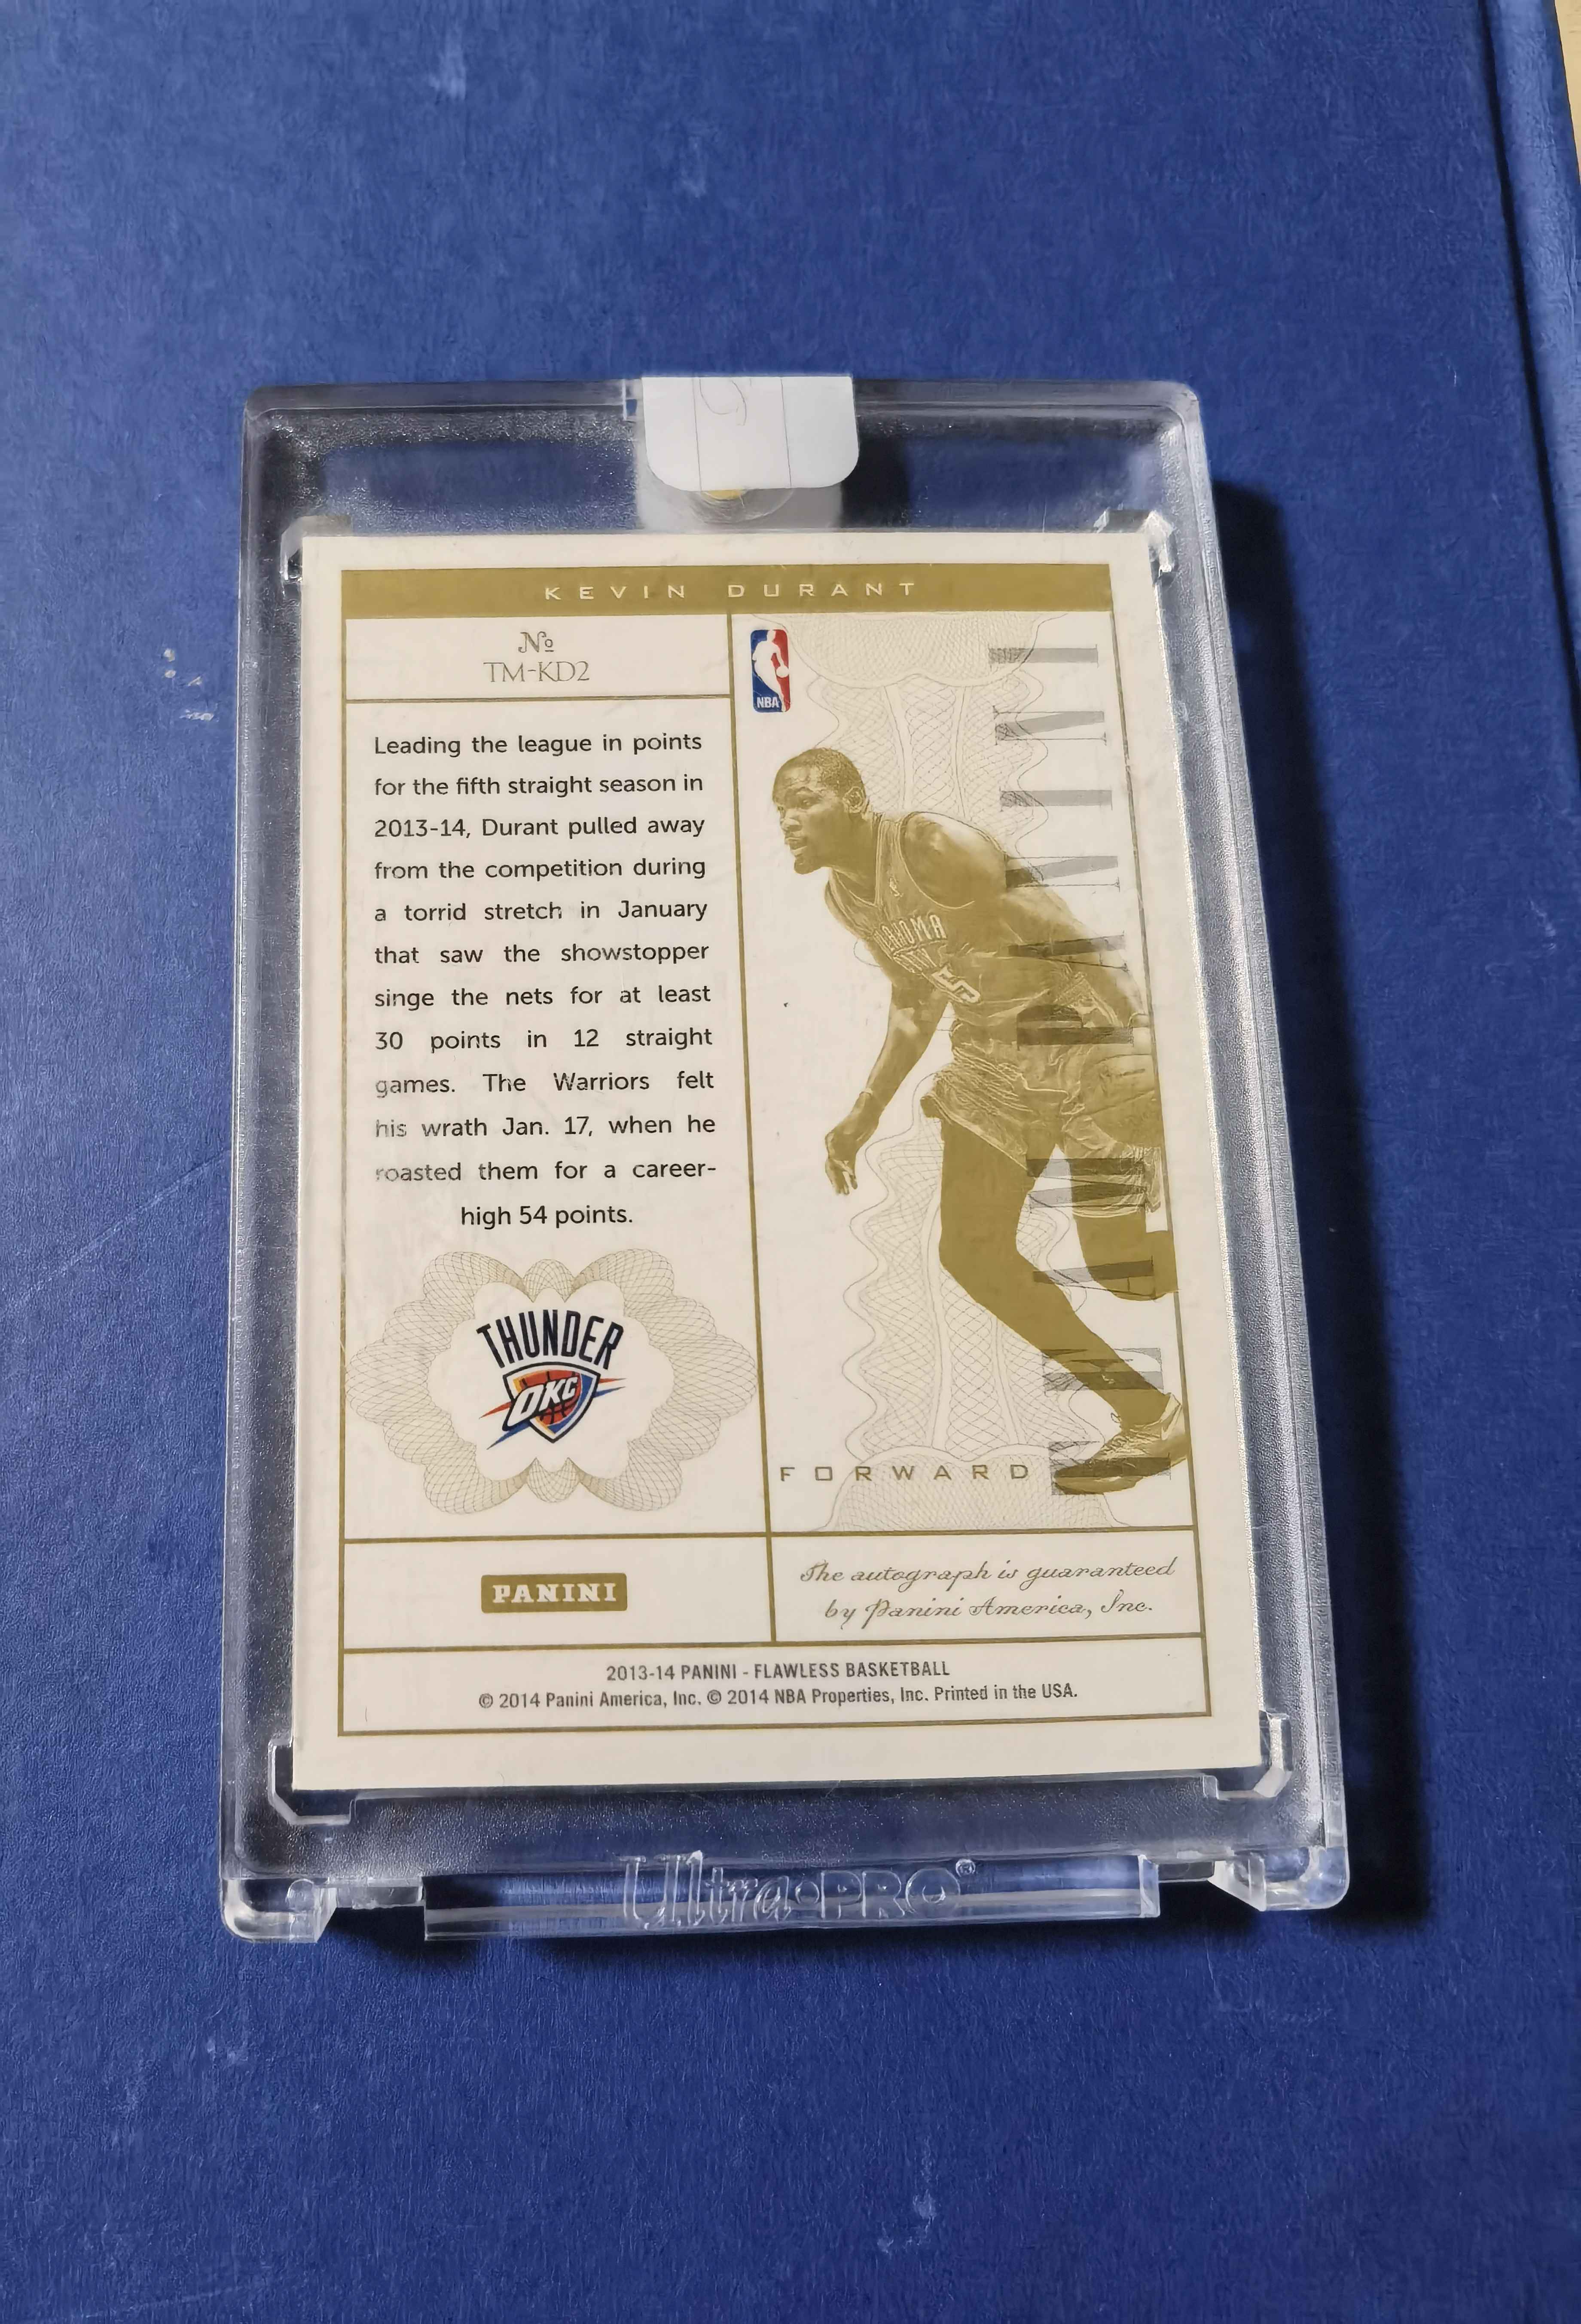 KEVIN DURANT
№
TM-KD2
NBA
Leading the league in points
for the fifth straight season in
2013-14, Durant pulled away
from the competition during
a torrid stretch in January
that saw the showstopper
singe the nets for at least
30 points in 12 straight
games. The Warriors felt
his wrath Jan. 17, when he
roasted them for a career-
high 54 points.
THUNDER
OKC
FORWARD
PANINI
The autograph is guaranteed
by Panini America, Inc.
2013-14 PANINI - FLAWLESS BASKETBALL
© 2014 Panini America, Inc. © 2014 NBA Properties, Inc. Printed in the USA.
Ultra•PRO®